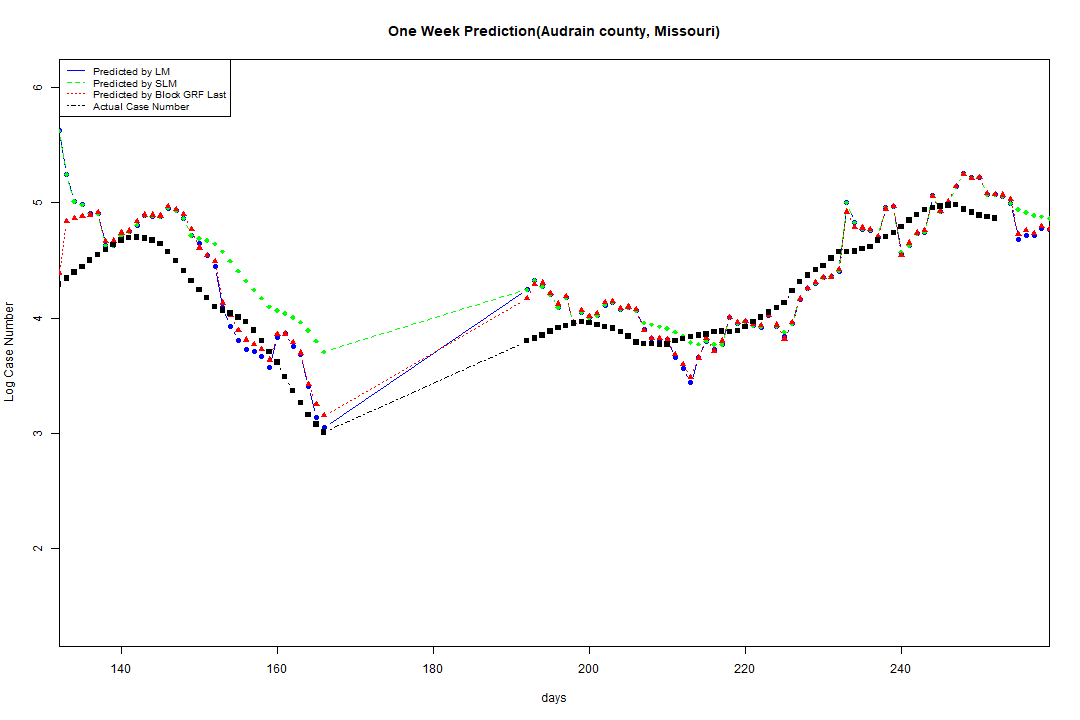 One Week Prediction(Audrain county, Missouri)
Predicted by LM
Predicted by SLM
Predicted by Block GRF Last
Actual Case Number
6
5
4
3
2
Log Case Number
140 160 180 200 220 240
days